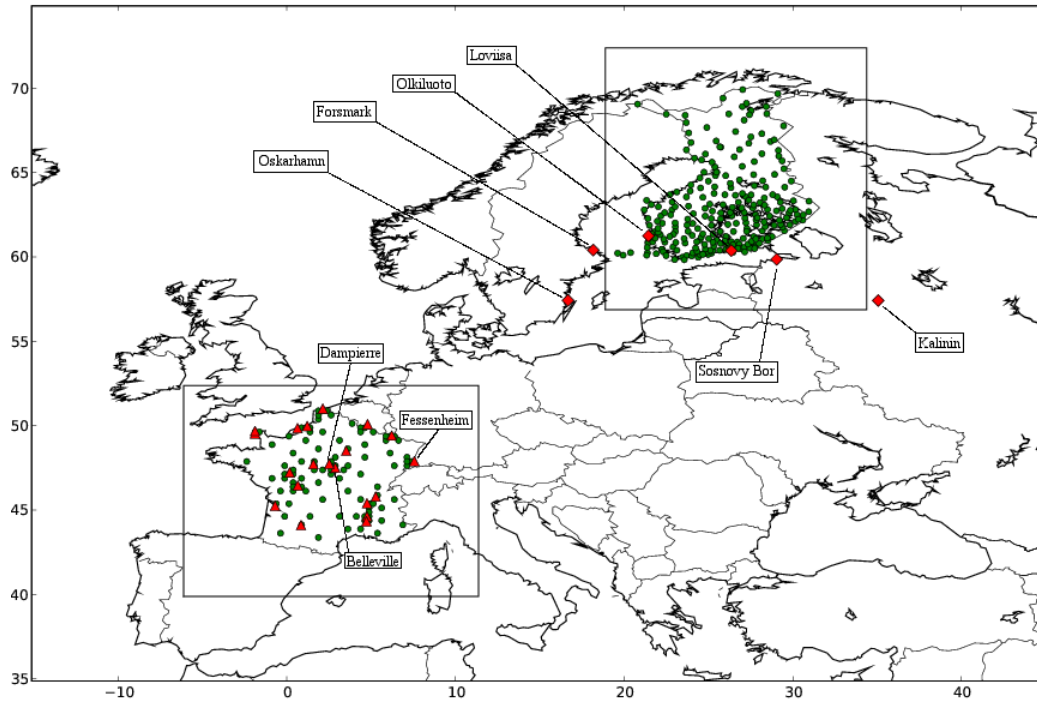 Loviisa
Olkiluoto
Forsmark
Oskarhamn
Dampierre
Fessenheim
Belleville
Sosnovy Bor
Kalinin
70
65
60
55
50
45
40
35
−10
0
10
20
30
40